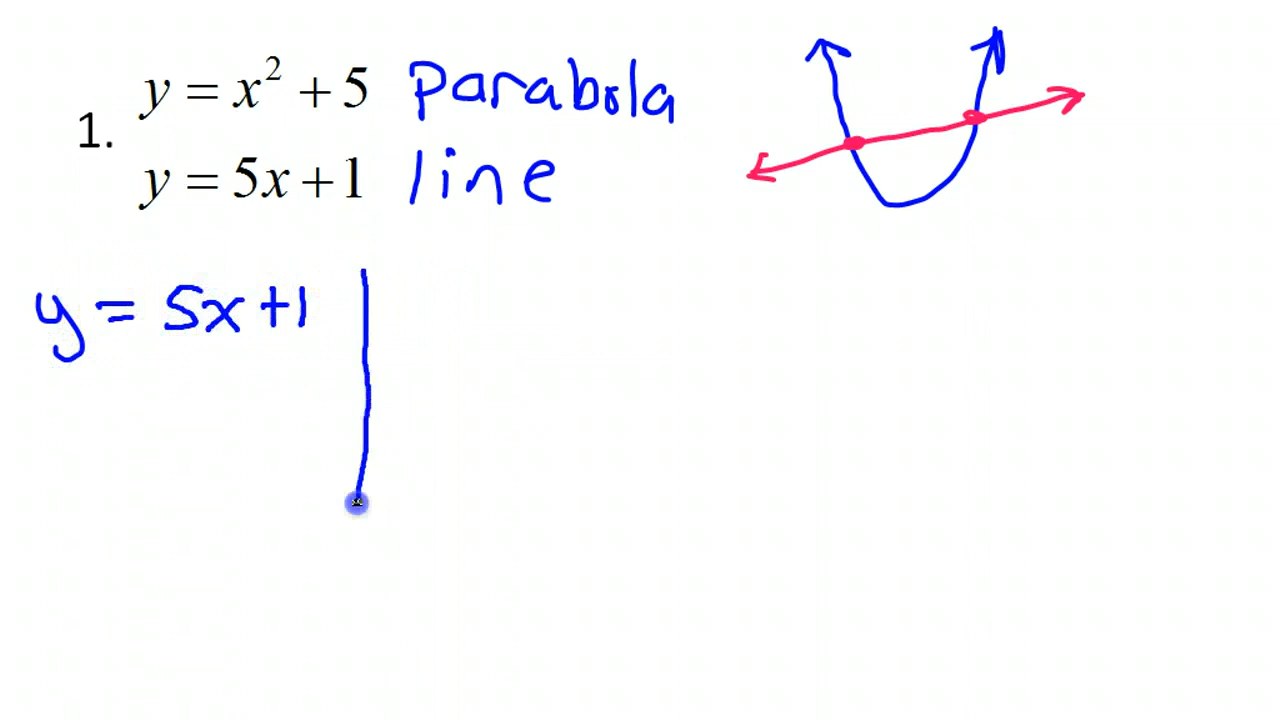 1.
y = x² + 5 parabola
y = 5x + 1 line
y = 5x + 1